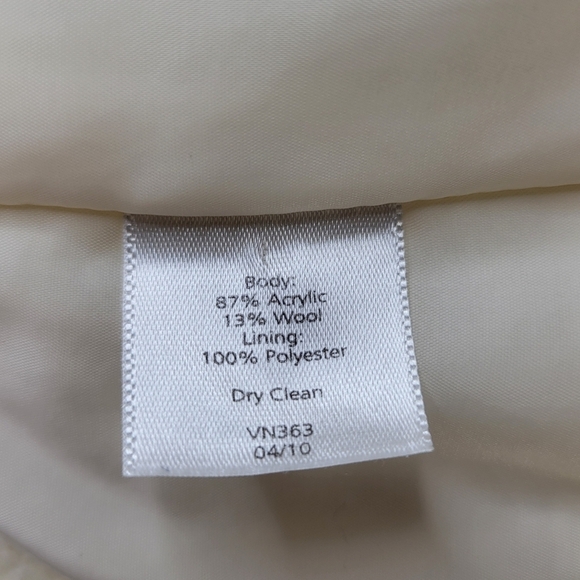 Body:
87% Acrylic
13% Wool
Lining:
100% Polyester
Dry Clean
VN363
04/10